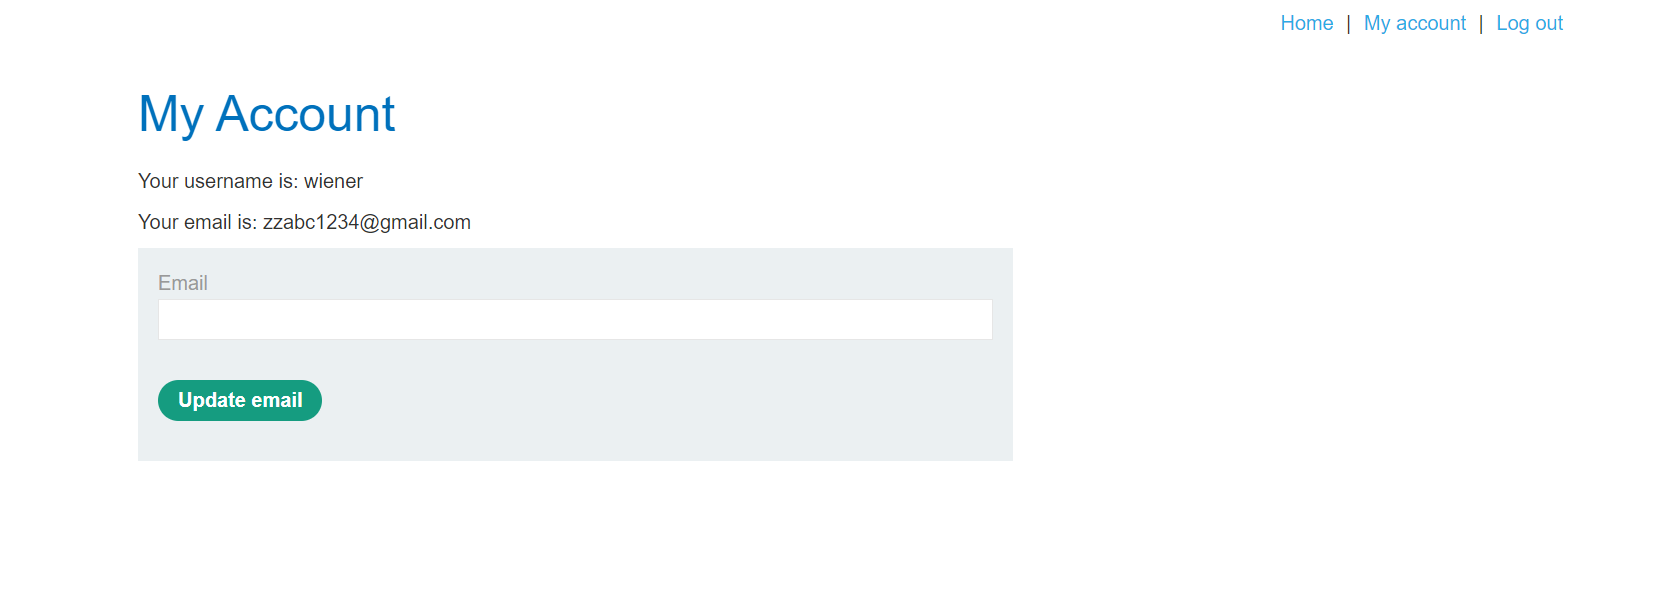 Home | My account | Log out
My Account
Your username is: wiener
Your email is: zzabc1234@gmail.com
Email
Update email